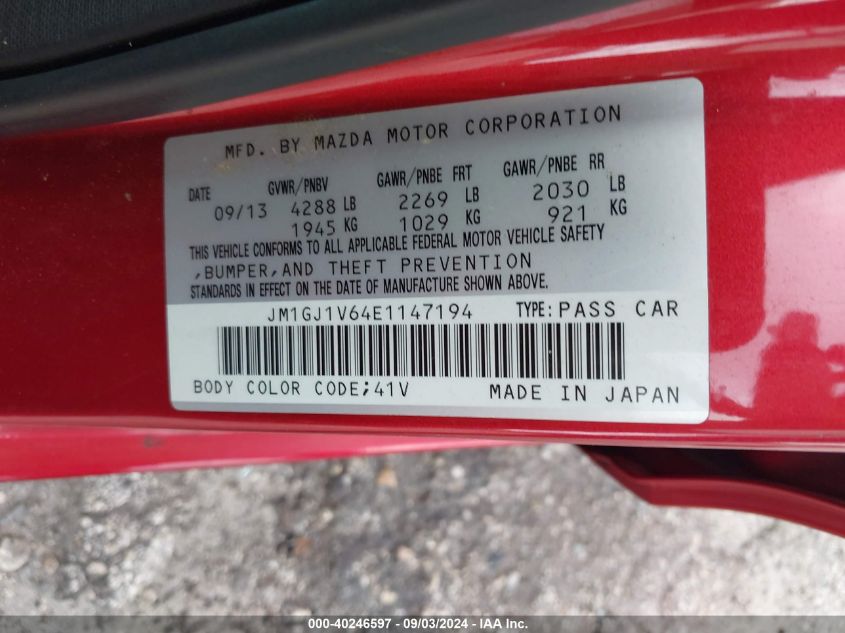 MFD. BY MAZDA MOTOR CORPORATION
DATE GVWR/PNBV GAWR/PNBE FRT GAWR/PNBE RR
09/13 4288 LB 2269 LB 2030 LB
1945 KG 1029 KG 921 KG
THIS VEHICLE CONFORMS TO ALL APPLICABLE FEDERAL MOTOR VEHICLE SAFETY
,BUMPER,AND THEFT PREVENTION
STANDARDS IN EFFECT ON THE DATE OF MANUFACTURE SHOWN ABOVE.
JM1GJ1V64E1147194 TYPE: PASS CAR
BODY COLOR CODE;41V MADE IN JAPAN
000-40246597 - 09/03/2024 - IAA Inc.